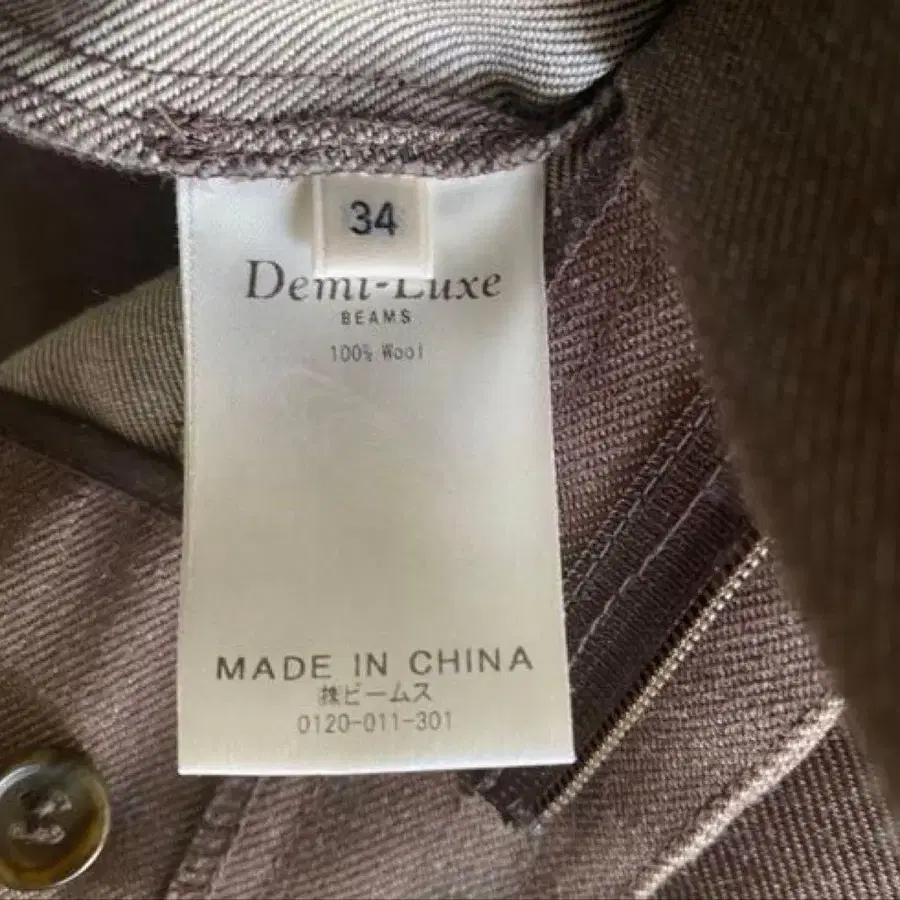 34
Demi-Luxe
BEAMS
100% Wool
MADE IN CHINA
㈱ビームス
0120-011-301